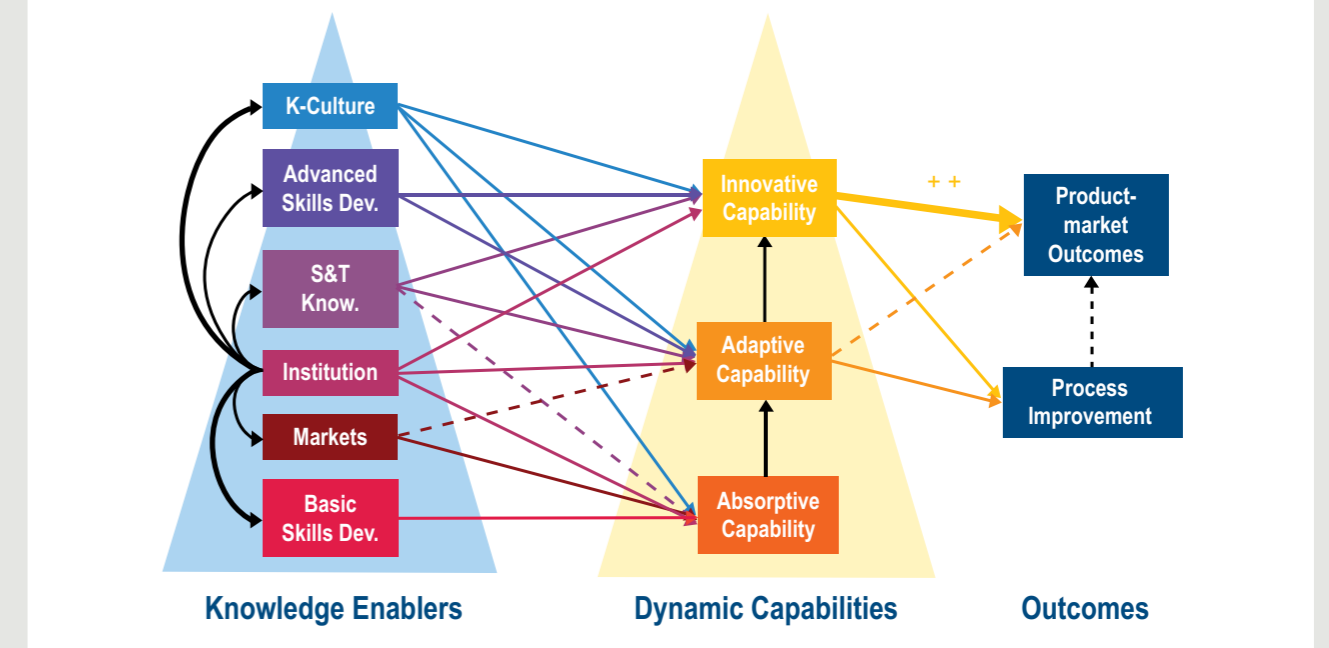 K-Culture
Advanced
Skills Dev.
S&T
Know.
Institution
Markets
Basic
Skills Dev.
Innovative
Capability
Adaptive
Capability
Absorptive
Capability
+ +
Product-
market
Outcomes
Process
Improvement
Knowledge Enablers
Dynamic Capabilities
Outcomes